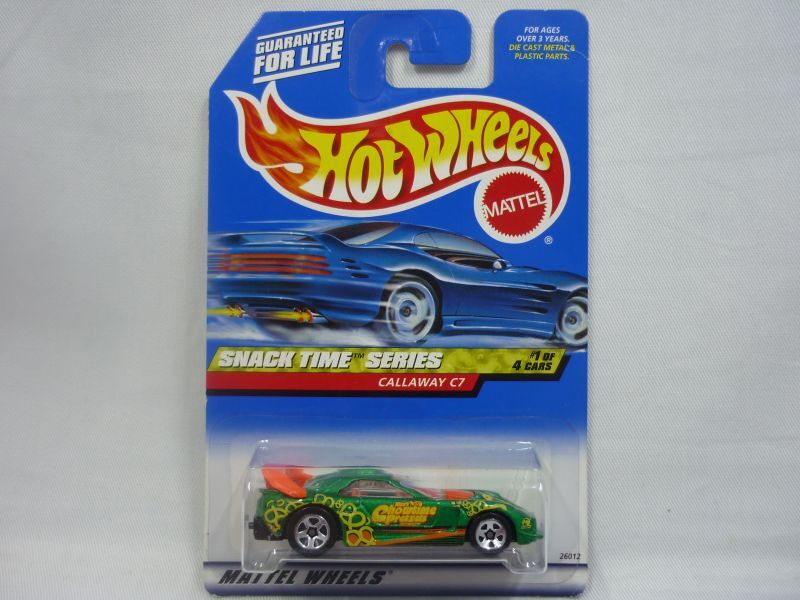 GUARANTEED
FOR LIFE
FOR AGES
OVER 3 YEARS.
DIE CAST METAL &
PLASTIC PARTS.
HOT WHEELS
MATTEL
®
SNACK TIME™ SERIES
#1 OF
4 CARS
CALLAWAY C7
26012
MATTEL WHEELS